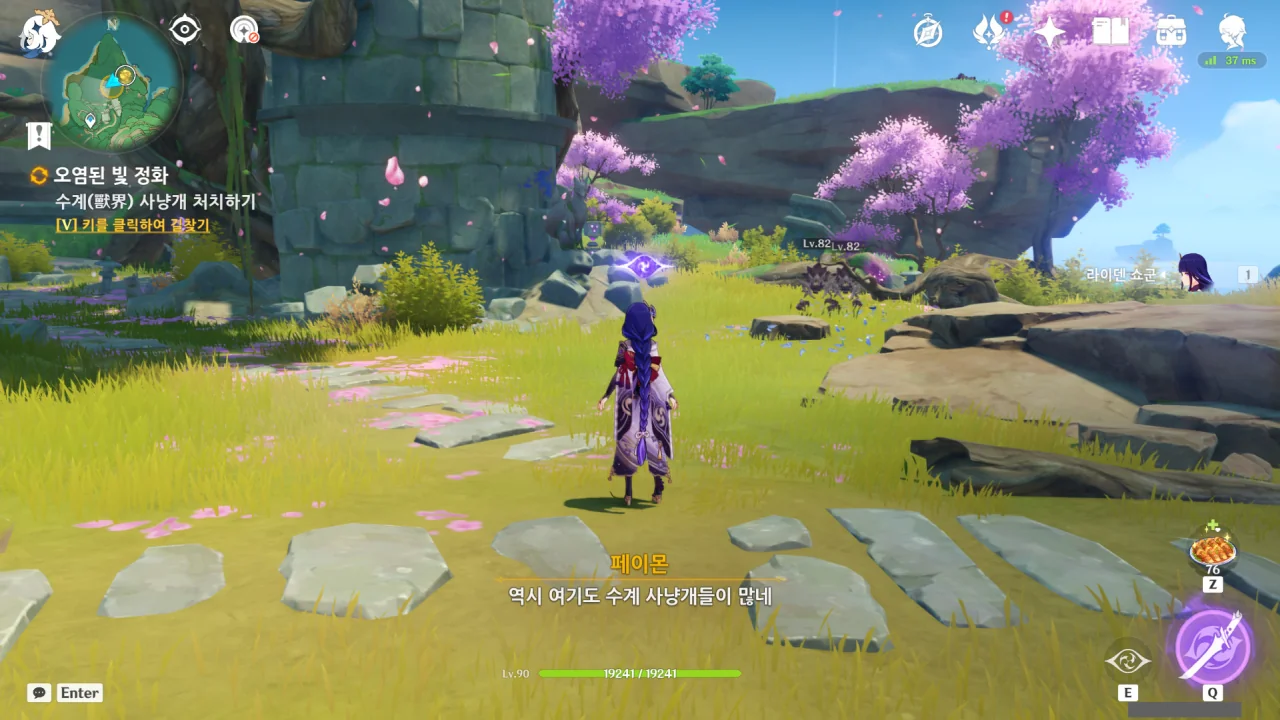 N
37 ms
오염된 빛 정화
수계(獸界) 사냥개 처치하기
[V] 키를 클릭하여 길찾기
Lv.82
Lv.82
라이덴 쇼군
1
페이몬
역시 여기도 수계 사냥개들이 많네
76
Z
Lv.90
19241 / 19241
Enter
E
Q